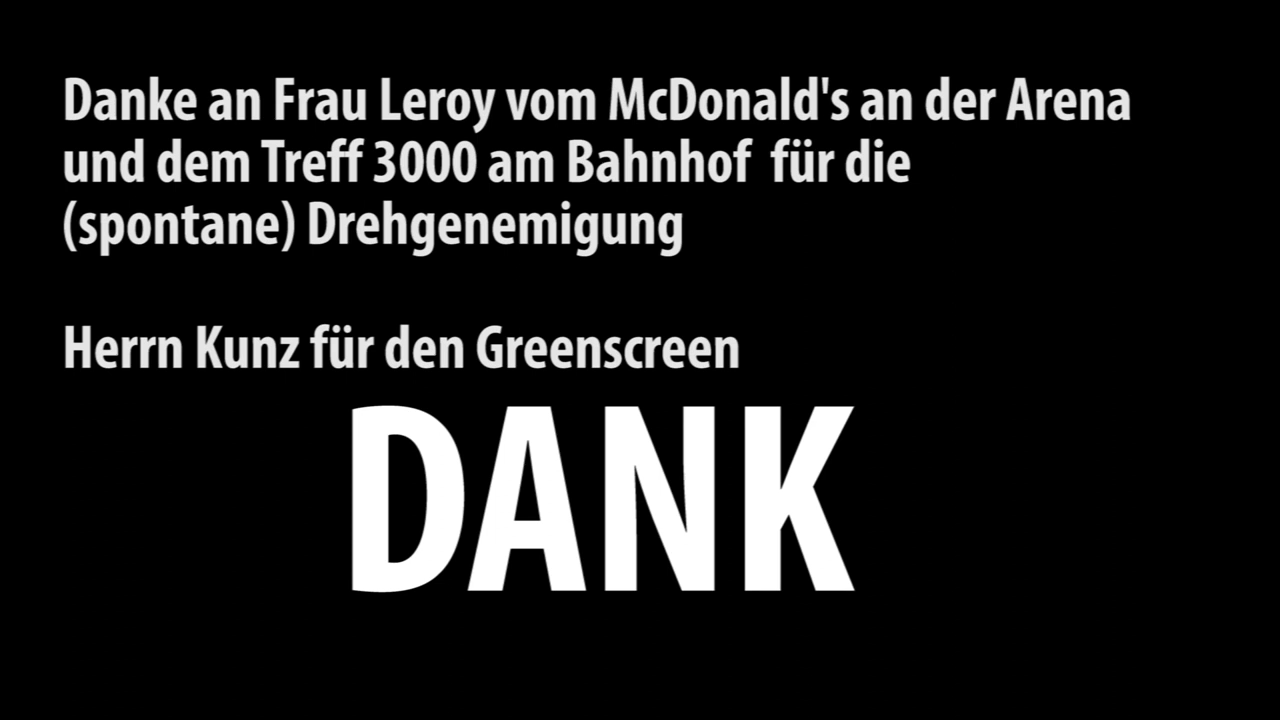 Danke an Frau Leroy vom McDonald's an der Arena
und dem Treff 3000 am Bahnhof  für die
(spontane) Drehgenemigung
Herrn Kunz für den Greenscreen
DANK